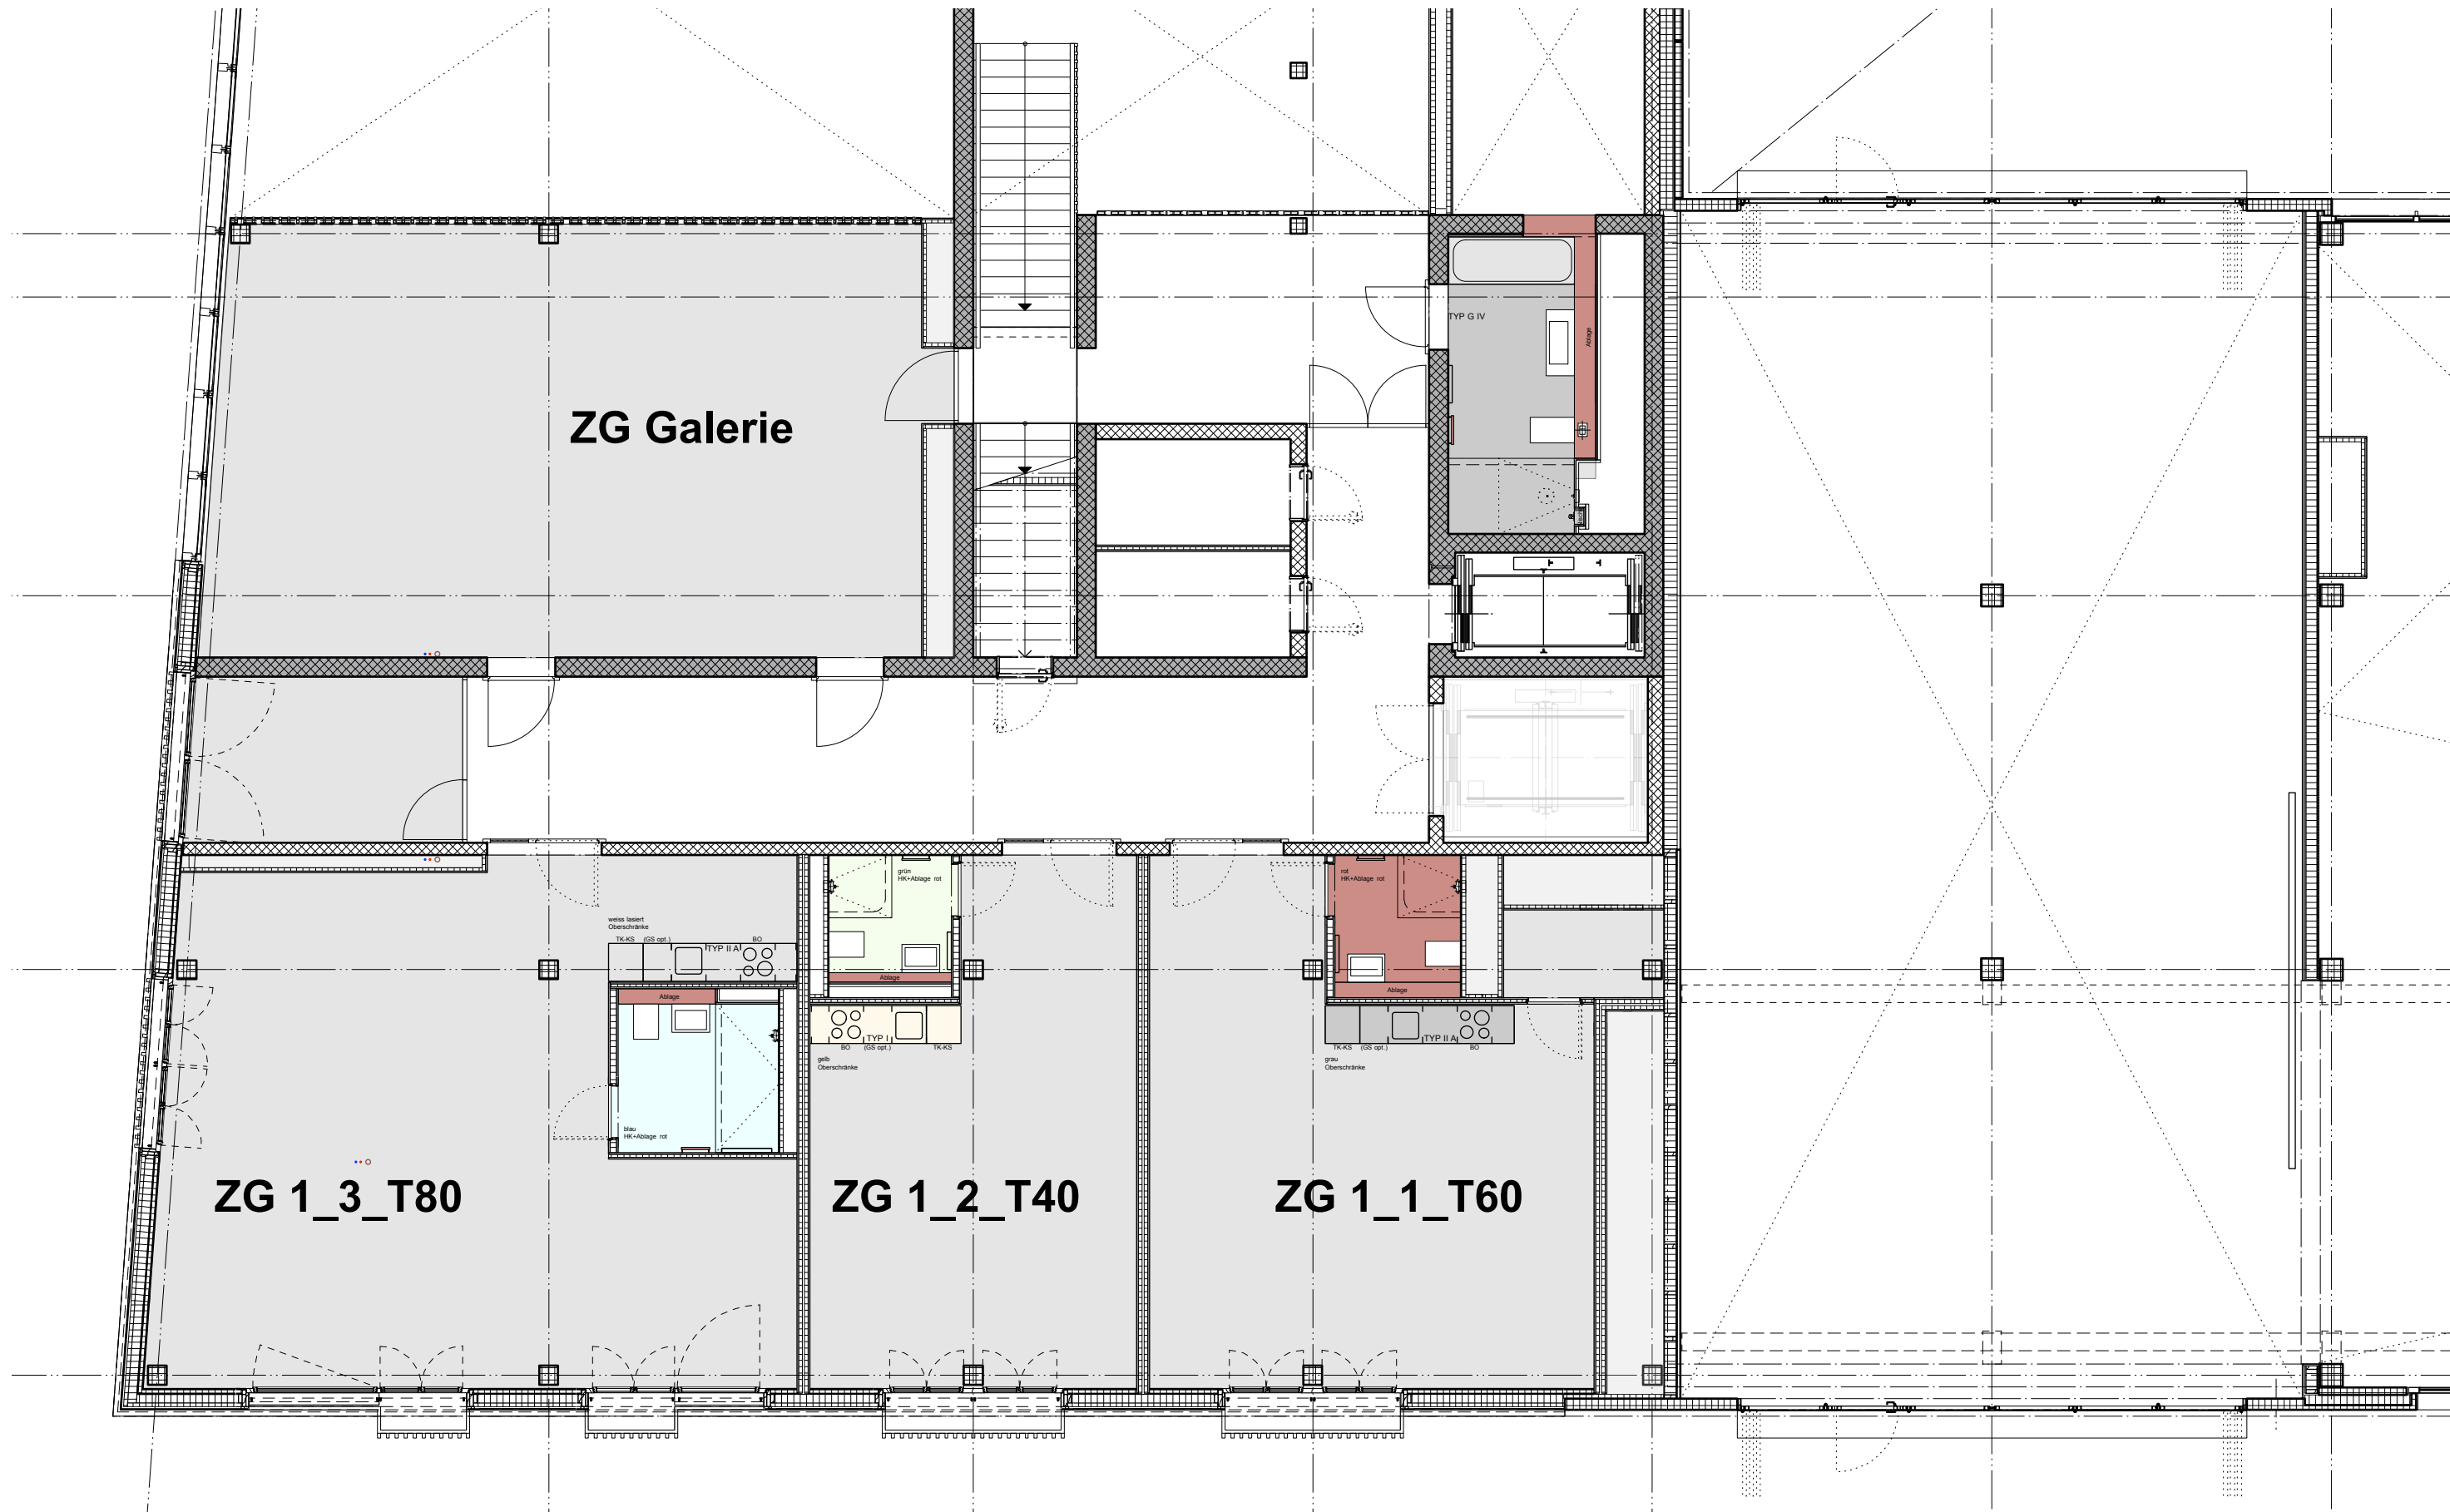 TYP G IV
Ablage
ZG Galerie
grün
HK+Ablage rot
rot
HK+Ablage rot
weiss lasiert
Oberschränke
TK-KS (GS opt.) TYP II A BO
Ablage
Ablage
Ablage
TYP I
BO (GS opt.) TK-KS
gelb
Oberschränke
TYP II A
TK-KS (GS opt.) BO
grau
Oberschränke
blau
HK+Ablage rot
ZG 1_3_T80
ZG 1_2_T40
ZG 1_1_T60